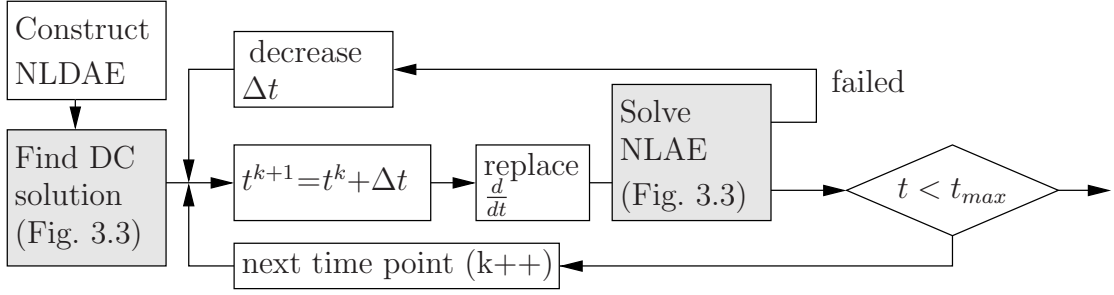 Construct
NLDAE
Find DC
solution
(Fig. 3.3)
decrease
Δt
t^{k+1}=t^k+Δt
replace
\frac{d}{dt}
Solve
NLAE
(Fig. 3.3)
failed
t < t_{max}
next time point (k++)